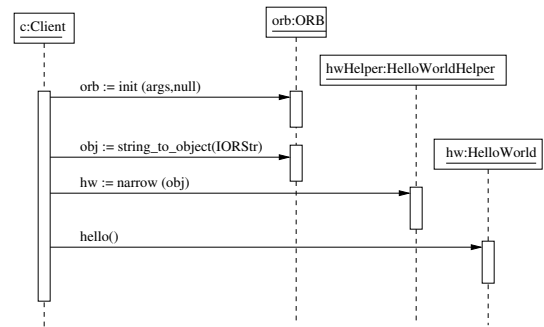 c:Client
orb:ORB
hwHelper:HelloWorldHelper
orb := init (args,null)
obj := string_to_object(IORStr)
hw:HelloWorld
hw := narrow (obj)
hello()